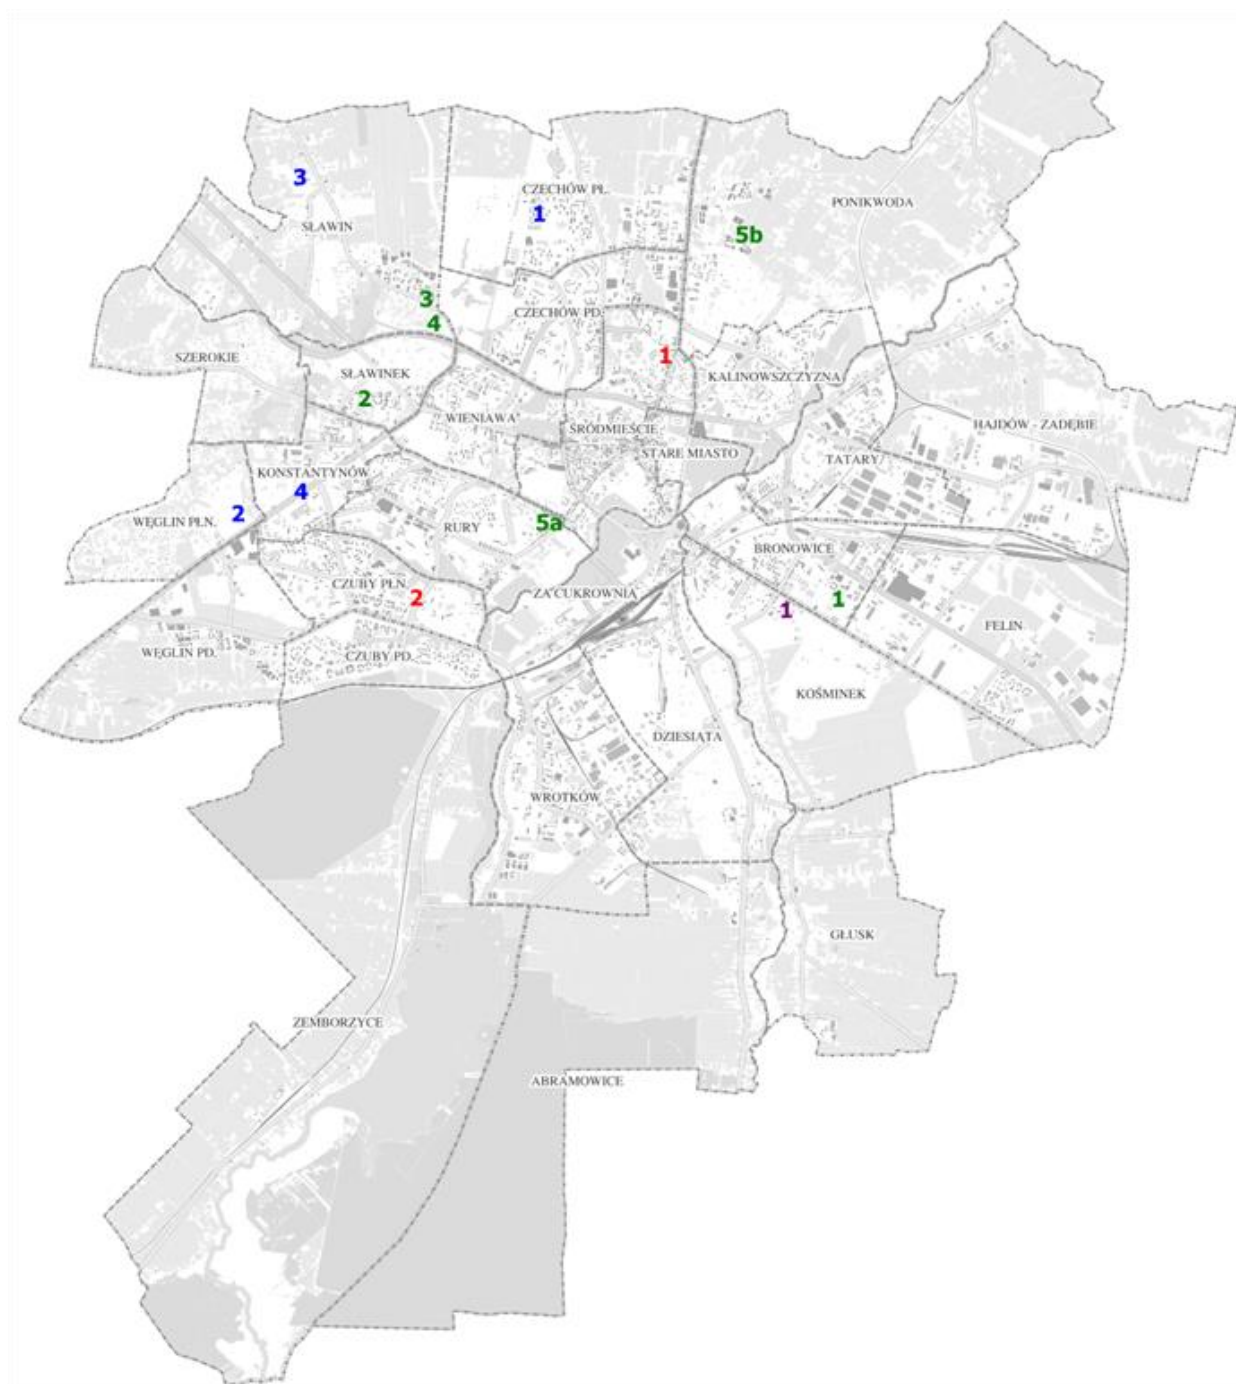 3
SŁAWIN
CZECHÓW PŁ.
1
PONIKWODA
5b
3
4
CZECHÓW PD.
SZEROKIE
SŁAWINEK
2
1
KALINOWSZCZYZNA
WIENIAWA
ŚRÓDMIEŚCIE
HAJDÓW - ZADĘBIE
STARE MIASTO
TATARY
KONSTANTYNÓW
4
WĘGLIN PŁN.
2
RURY
5a
BRONOWICE
CZUBY PŁN.
2
ZA CUKROWNIĄ
1
1
FELIN
WĘGLIN PD.
CZUBY PD.
KOŚMINEK
DZIESIĄTA
WROTKÓW
GŁUSK
ZEMBORZYCE
ABRAMOWICE